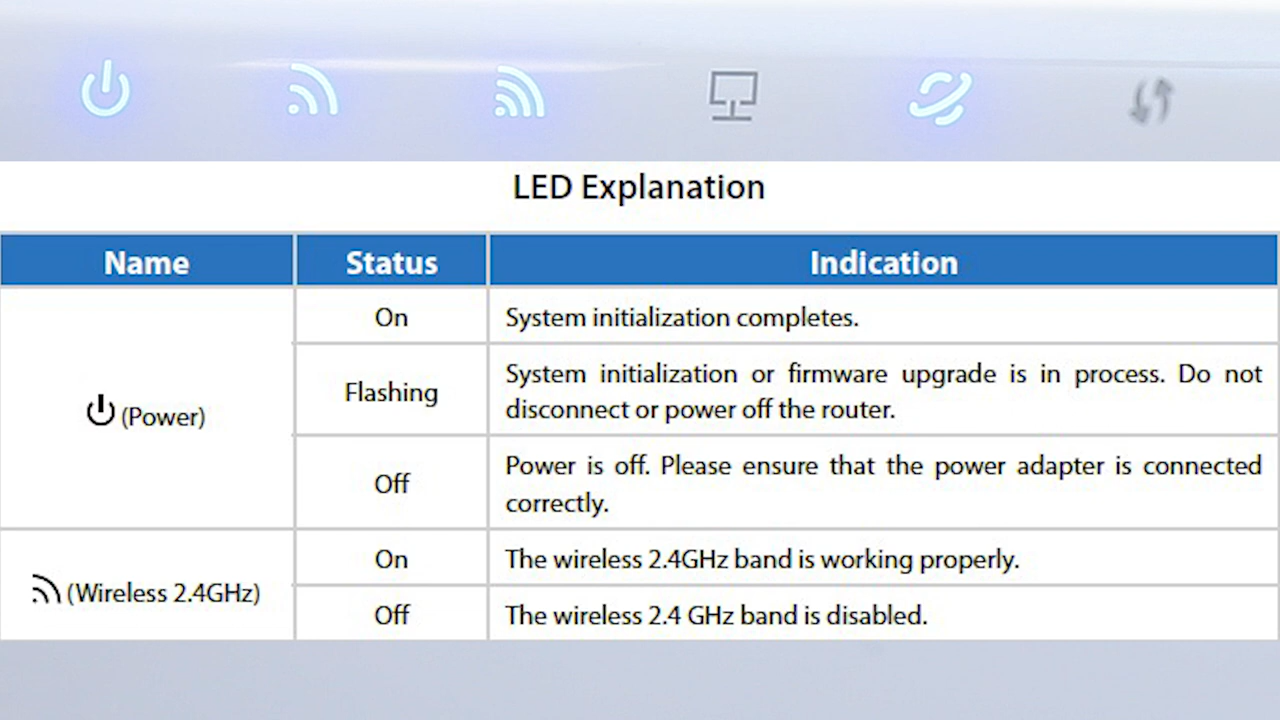 LED Explanation
Name Status Indication
On System initialization completes.
Flashing System initialization or firmware upgrade is in process. Do not
disconnect or power off the router.
(Power)
Off Power is off. Please ensure that the power adapter is connected
correctly.
On The wireless 2.4GHz band is working properly.
(Wireless 2.4GHz)
Off The wireless 2.4 GHz band is disabled.